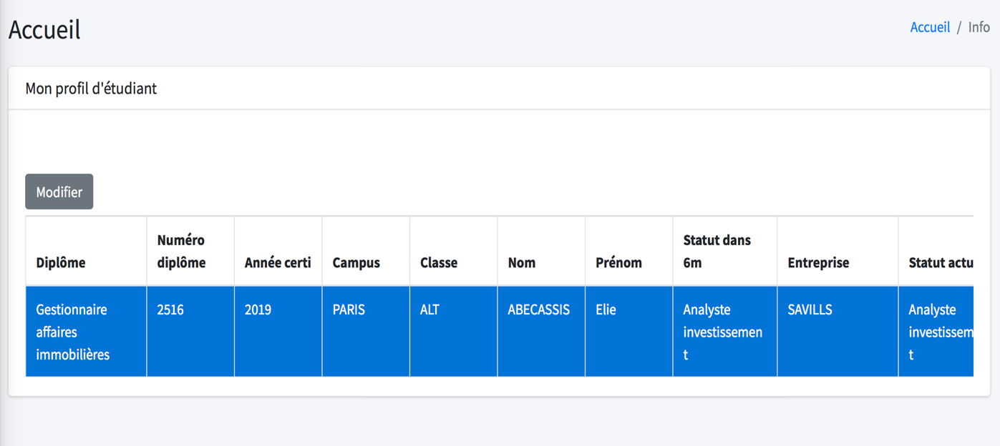 Accueil
Accueil / Info
Mon profil d'étudiant
Modifier
Diplôme
Numéro
diplôme
Année certi
Campus
Classe
Nom
Prénom
Statut dans
6m
Entreprise
Statut actu
Gestionnaire
affaires
immobilières
2516
2019
PARIS
ALT
ABECASSIS
Elie
Analyste
investissemen
t
SAVILLS
Analyste
investissem
t